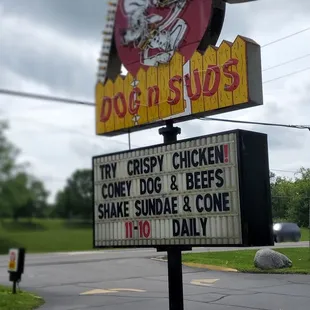 DOG n SUDS
TRY CRISPY CHICKEN!
CONEY DOG & BEEFS
SHAKE SUNDAE & CONE
11-10 DAILY